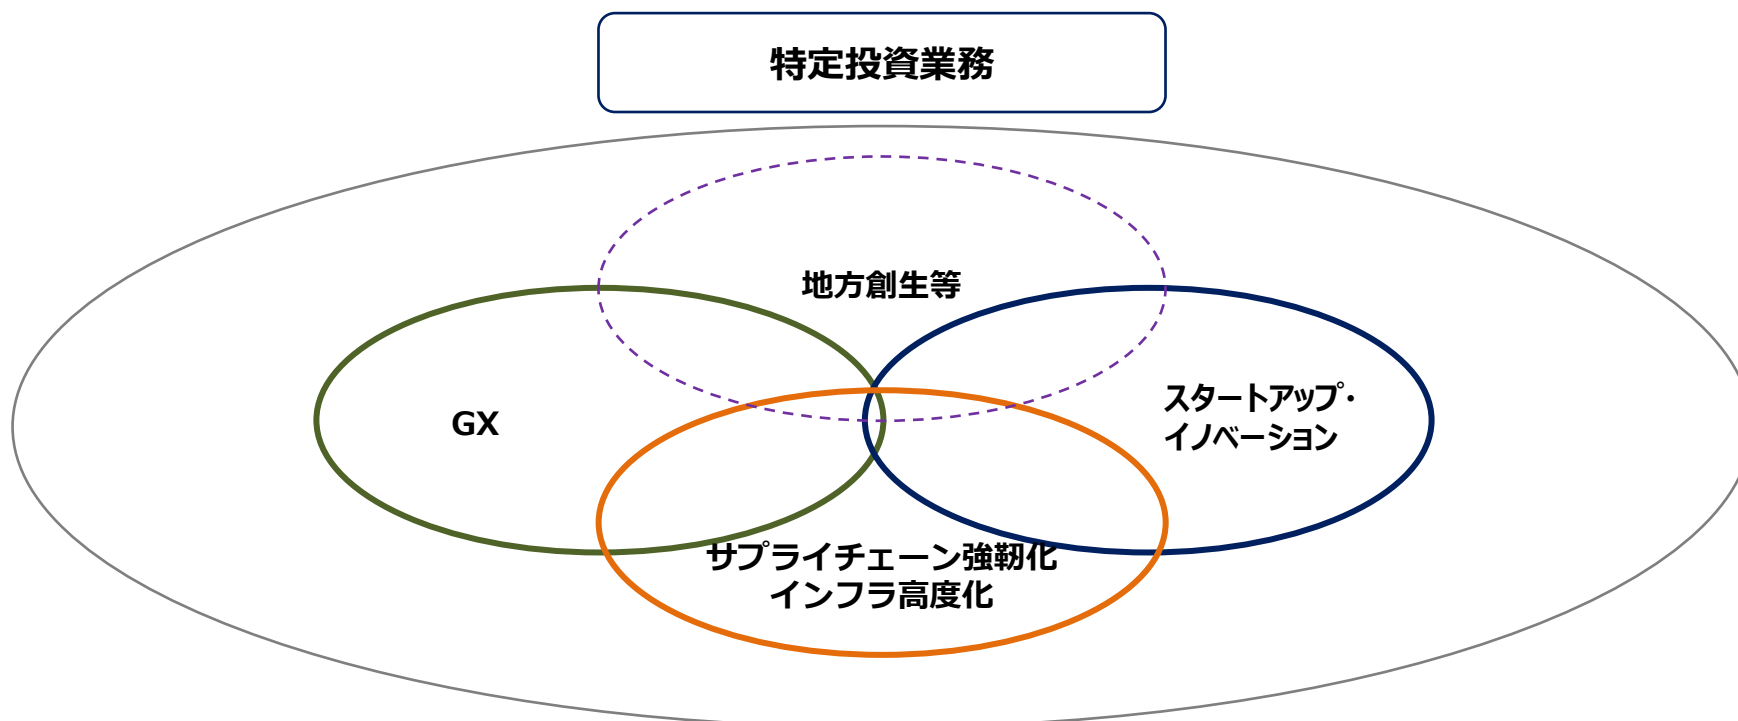 特定投資業務
地方創生等
GX
スタートアップ・
イノベーション
サプライチェーン強靭化
インフラ高度化